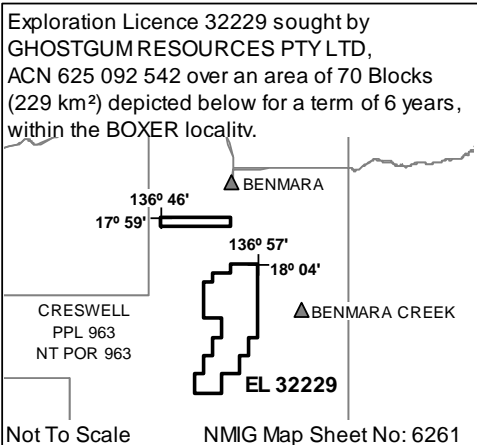 Exploration Licence 32229 sought by
GHOSTGUM RESOURCES PTY LTD,
ACN 625 092 542 over an area of 70 Blocks
(229 km²) depicted below for a term of 6 years,
within the BOXER locality.
BENMARA
136º 46'
17º 59'
136º 57'
18º 04'
CRESWELL
PPL 963
NT POR 963
BENMARA CREEK
EL 32229
Not To Scale NMIG Map Sheet No: 6261